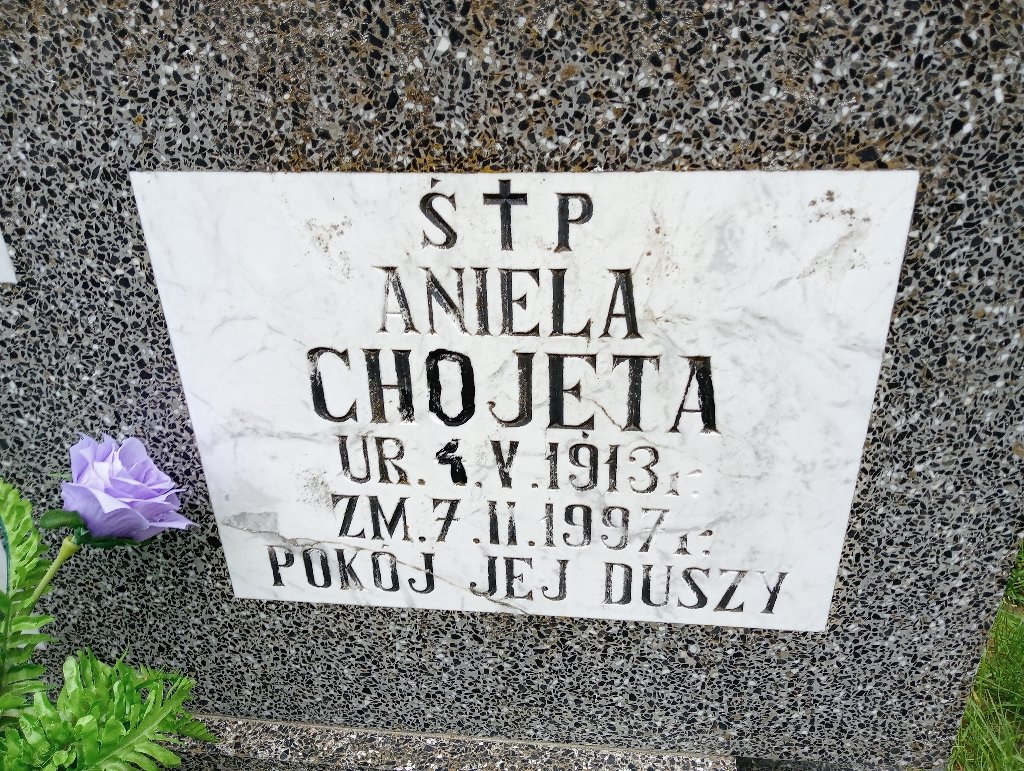 Ś✝P
ANIELA
CHOJĘTA
UR. 4.V.1913 r.
ZM. 7.II.1997 r.
POKÓJ JEJ DUSZY